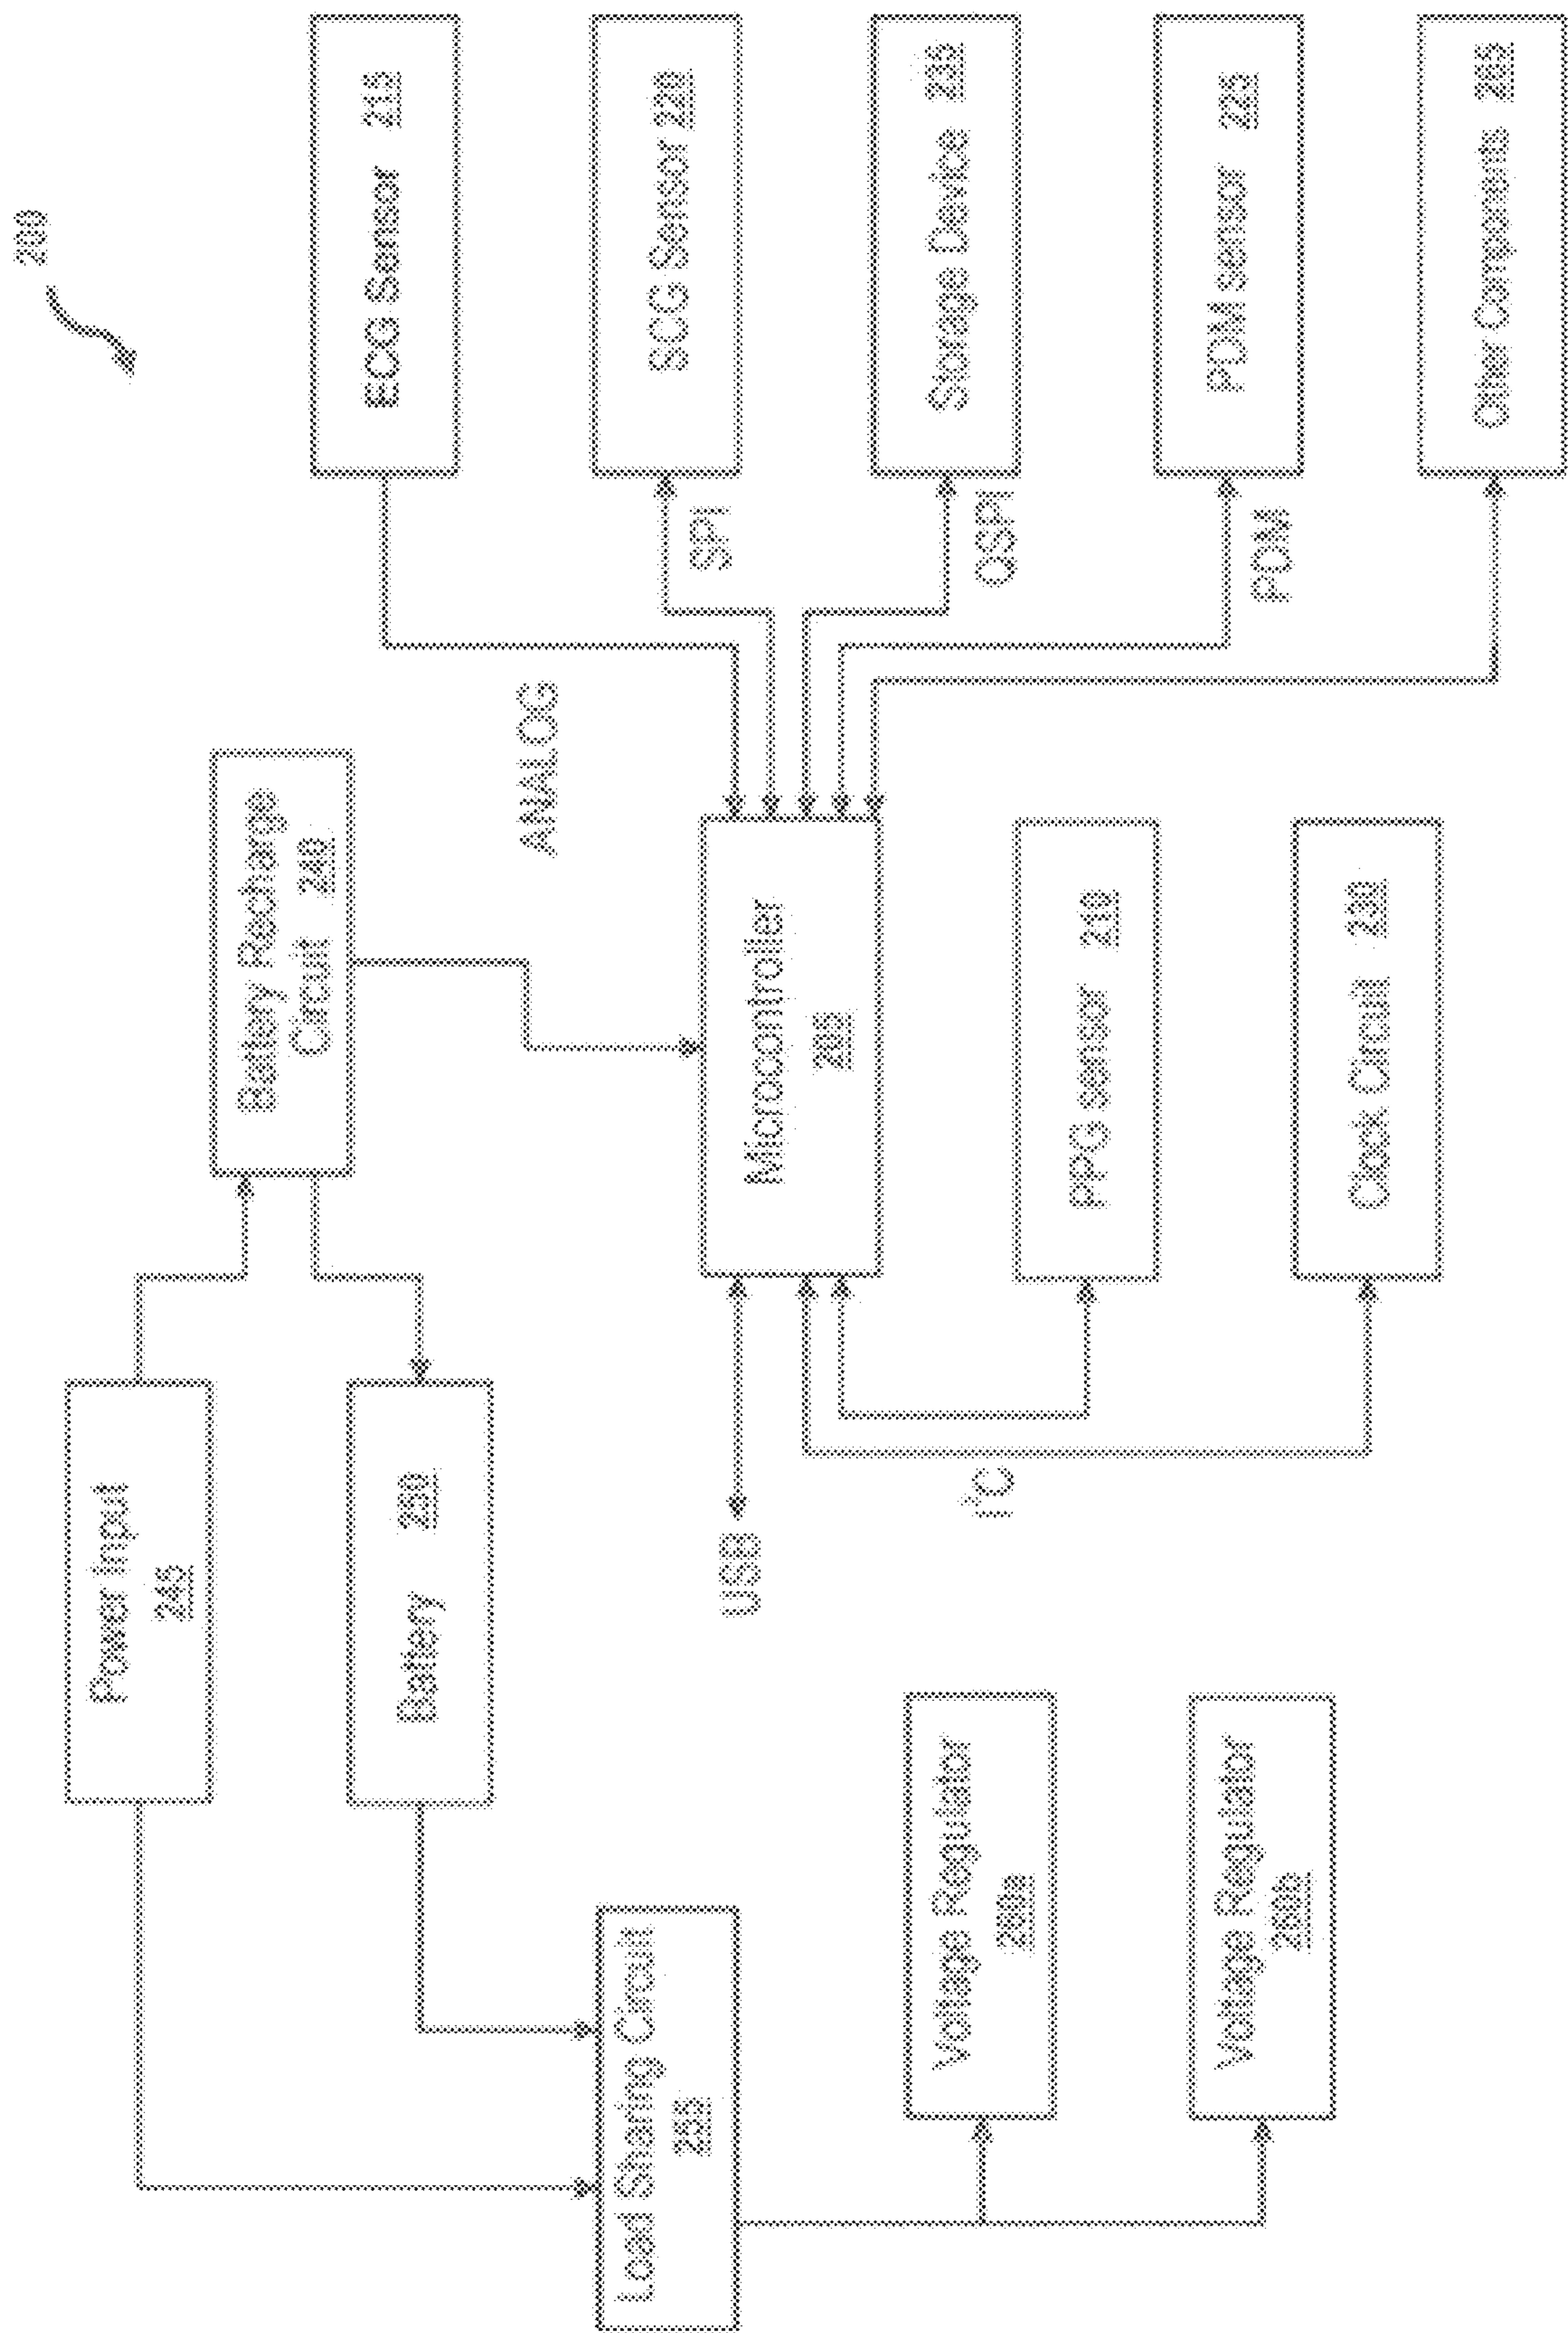 200
Power Input
245
Battery Recharge
Circuit 240
ECG Sensor 215
Battery 250
ANALOG
SCG Sensor 220
SPI
Load Sharing Circuit
255
USB
Microcontroller
205
Storage Device 235
QSPI
Voltage Regulator
260a
I²C
PPG sensor 210
PDM sensor 225
PDM
Voltage Regulator
260b
Clock Circuit 230
Other Components 265